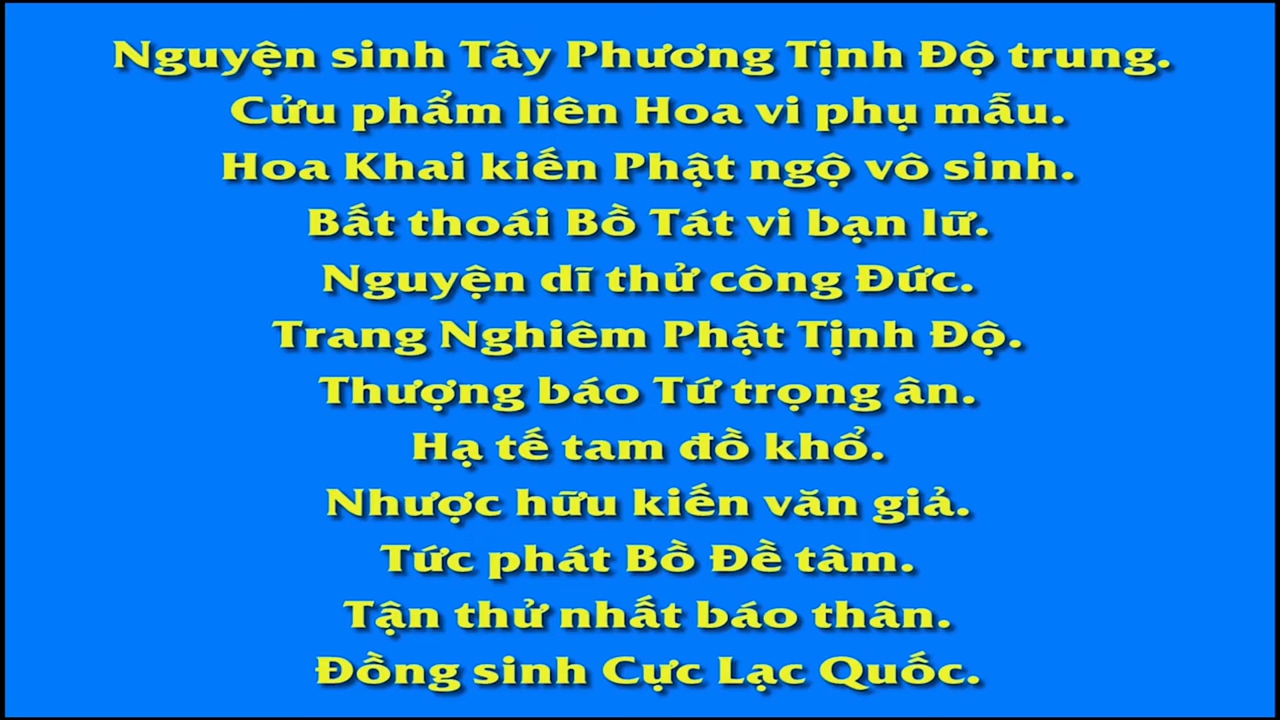 Nguyện sinh Tây Phương Tịnh Độ trung.
Cửu phẩm liên Hoa vi phụ mẫu.
Hoa Khai kiến Phật ngộ vô sinh.
Bất thoái Bồ Tát vi bạn lữ.
Nguyện dĩ thử công Đức.
Trang Nghiêm Phật Tịnh Độ.
Thượng báo Tứ trọng ân.
Hạ tế tam đồ khổ.
Nhược hữu kiến văn giả.
Tức phát Bồ Đề tâm.
Tận thử nhất báo thân.
Đồng sinh Cực Lạc Quốc.